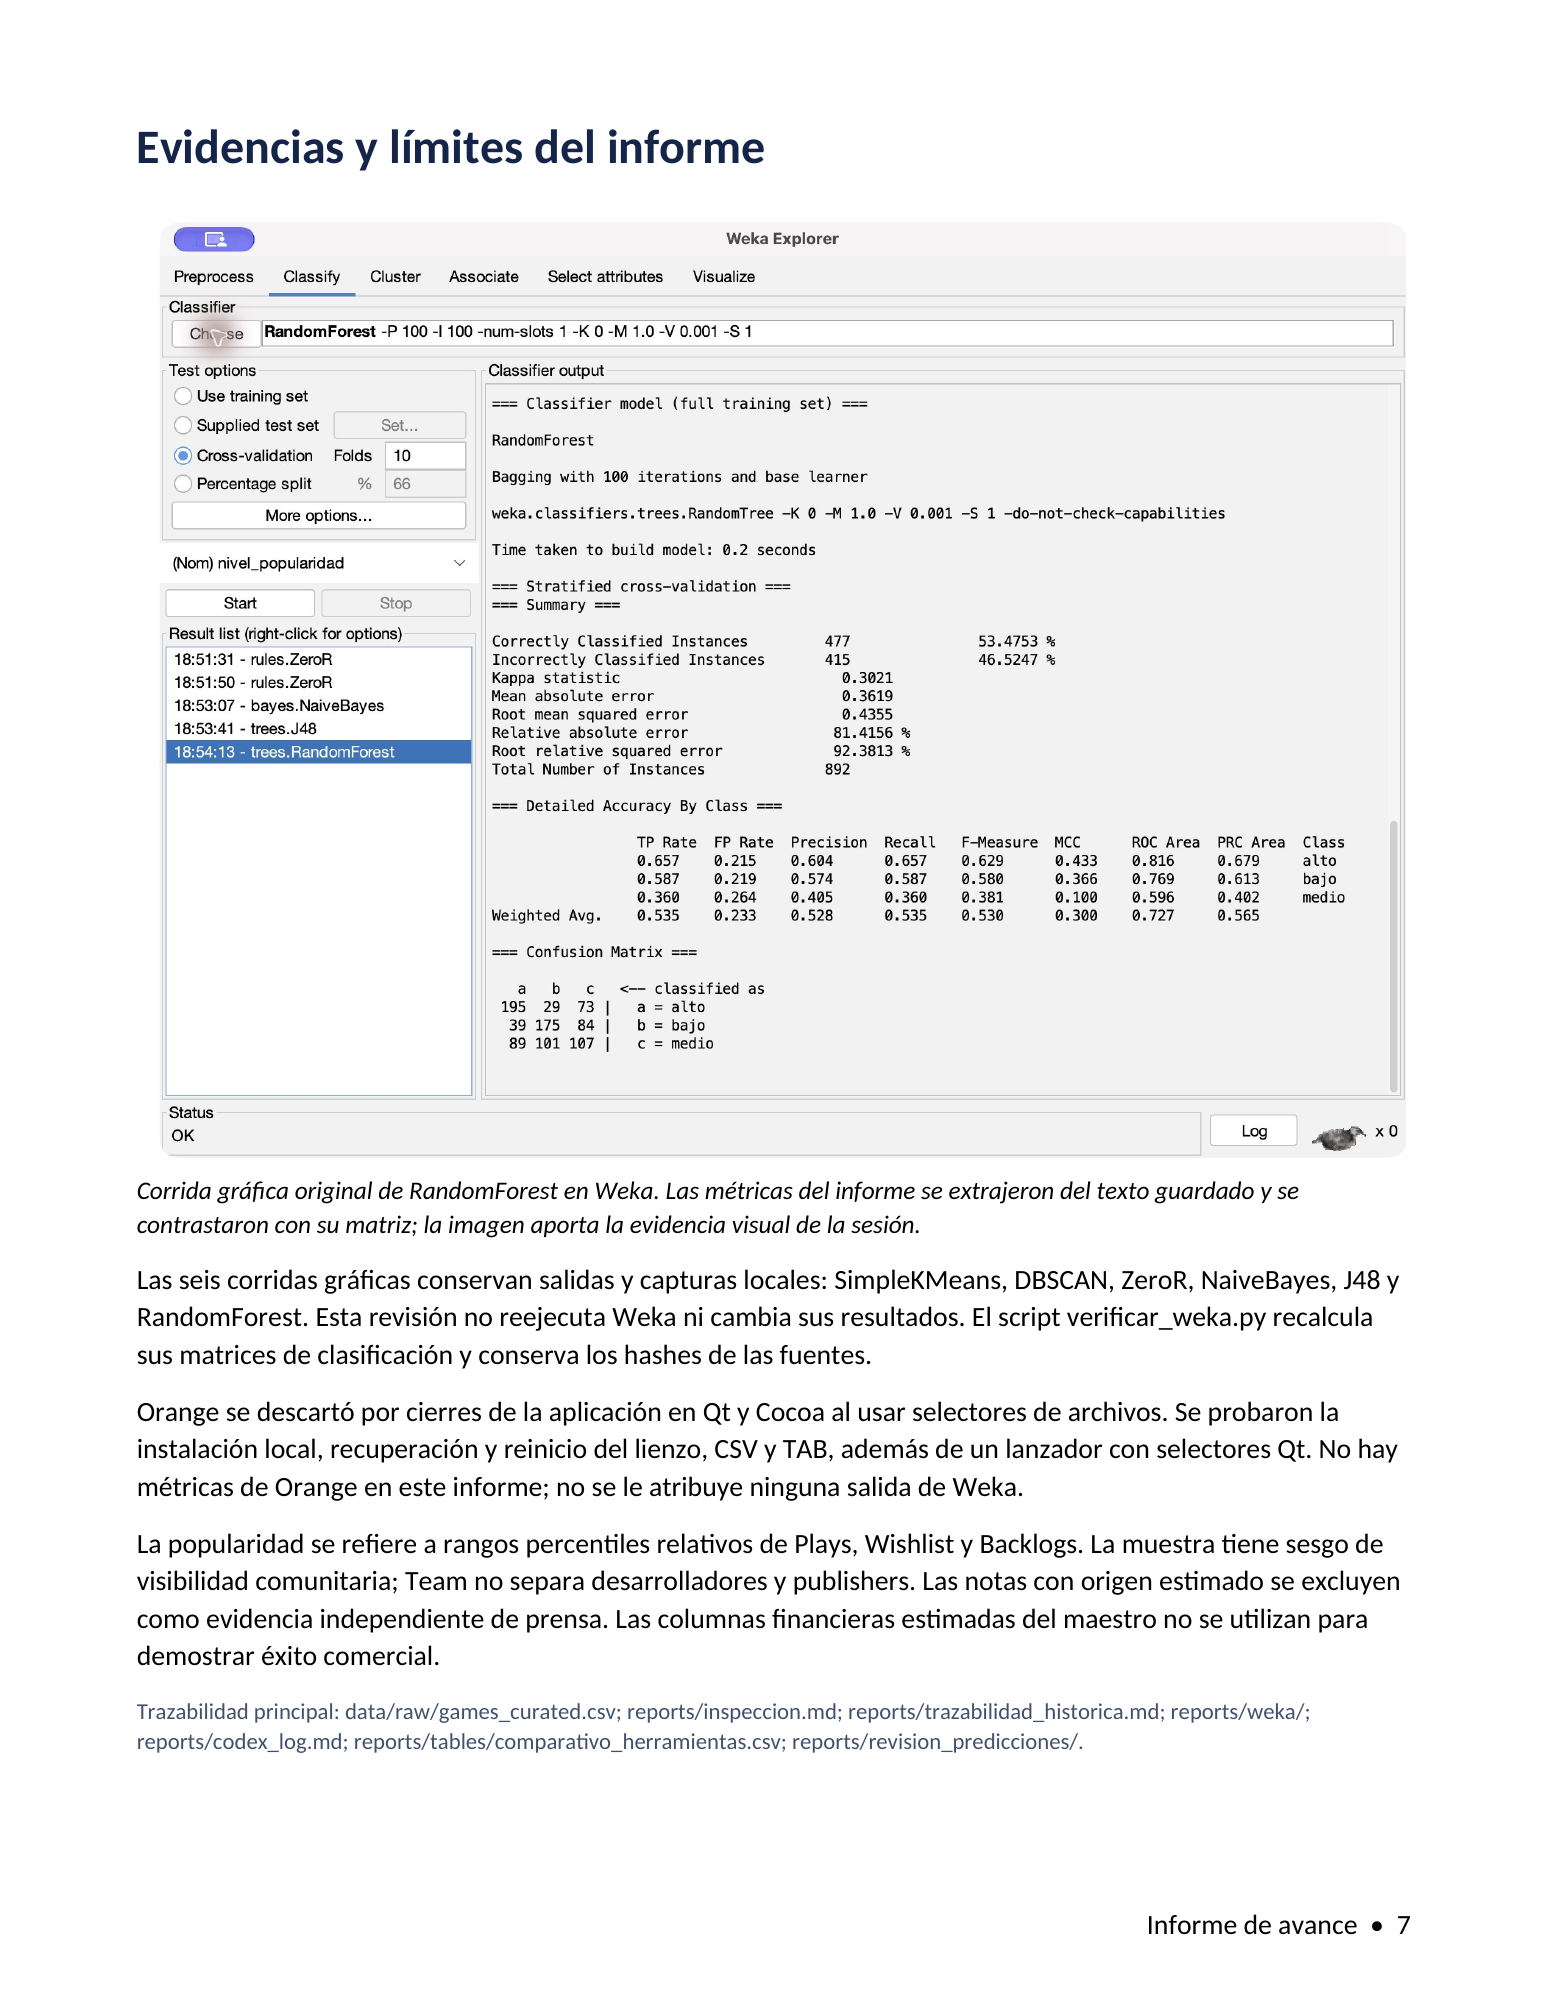 Evidencias y límites del informe
Weka Explorer
Preprocess Classify Cluster Associate Select attributes Visualize
Classifier
Choose RandomForest -P 100 -I 100 -num-slots 1 -K 0 -M 1.0 -V 0.001 -S 1
Test options
Use training set
Supplied test set Set...
Cross-validation Folds 10
Percentage split % 66
More options...
(Nom) nivel_popularidad
Start Stop
Result list (right-click for options)
18:51:31 - rules.ZeroR
18:51:50 - rules.ZeroR
18:53:07 - bayes.NaiveBayes
18:53:41 - trees.J48
18:54:13 - trees.RandomForest
Classifier output
=== Classifier model (full training set) ===
RandomForest
Bagging with 100 iterations and base learner
weka.classifiers.trees.RandomTree -K 0 -M 1.0 -V 0.001 -S 1 -do-not-check-capabilities
Time taken to build model: 0.2 seconds
=== Stratified cross-validation ===
=== Summary ===
Correctly Classified Instances 477 53.4753 %
Incorrectly Classified Instances 415 46.5247 %
Kappa statistic 0.3021
Mean absolute error 0.3619
Root mean squared error 0.4355
Relative absolute error 81.4156 %
Root relative squared error 92.3813 %
Total Number of Instances 892
=== Detailed Accuracy By Class ===
TP Rate FP Rate Precision Recall F-Measure MCC ROC Area PRC Area Class
0.657 0.215 0.604 0.657 0.629 0.433 0.816 0.679 alto
0.587 0.219 0.574 0.587 0.580 0.366 0.769 0.613 bajo
0.360 0.264 0.405 0.360 0.381 0.100 0.596 0.402 medio
Weighted Avg. 0.535 0.233 0.528 0.535 0.530 0.300 0.727 0.565
=== Confusion Matrix ===
a b c <-- classified as
195 29 73 | a = alto
39 175 84 | b = bajo
89 101 107 | c = medio
Status
OK
Log x 0
Corrida gráfica original de RandomForest en Weka. Las métricas del informe se extrajeron del texto guardado y se
contrastaron con su matriz; la imagen aporta la evidencia visual de la sesión.
Las seis corridas gráficas conservan salidas y capturas locales: SimpleKMeans, DBSCAN, ZeroR, NaiveBayes, J48 y
RandomForest. Esta revisión no reejecuta Weka ni cambia sus resultados. El script verificar_weka.py recalcula
sus matrices de clasificación y conserva los hashes de las fuentes.
Orange se descartó por cierres de la aplicación en Qt y Cocoa al usar selectores de archivos. Se probaron la
instalación local, recuperación y reinicio del lienzo, CSV y TAB, además de un lanzador con selectores Qt. No hay
métricas de Orange en este informe; no se le atribuye ninguna salida de Weka.
La popularidad se refiere a rangos percentiles relativos de Plays, Wishlist y Backlogs. La muestra tiene sesgo de
visibilidad comunitaria; Team no separa desarrolladores y publishers. Las notas con origen estimado se excluyen
como evidencia independiente de prensa. Las columnas financieras estimadas del maestro no se utilizan para
demostrar éxito comercial.
Trazabilidad principal: data/raw/games_curated.csv; reports/inspeccion.md; reports/trazabilidad_historica.md; reports/weka/;
reports/codex_log.md; reports/tables/comparativo_herramientas.csv; reports/revision_predicciones/.
Informe de avance • 7